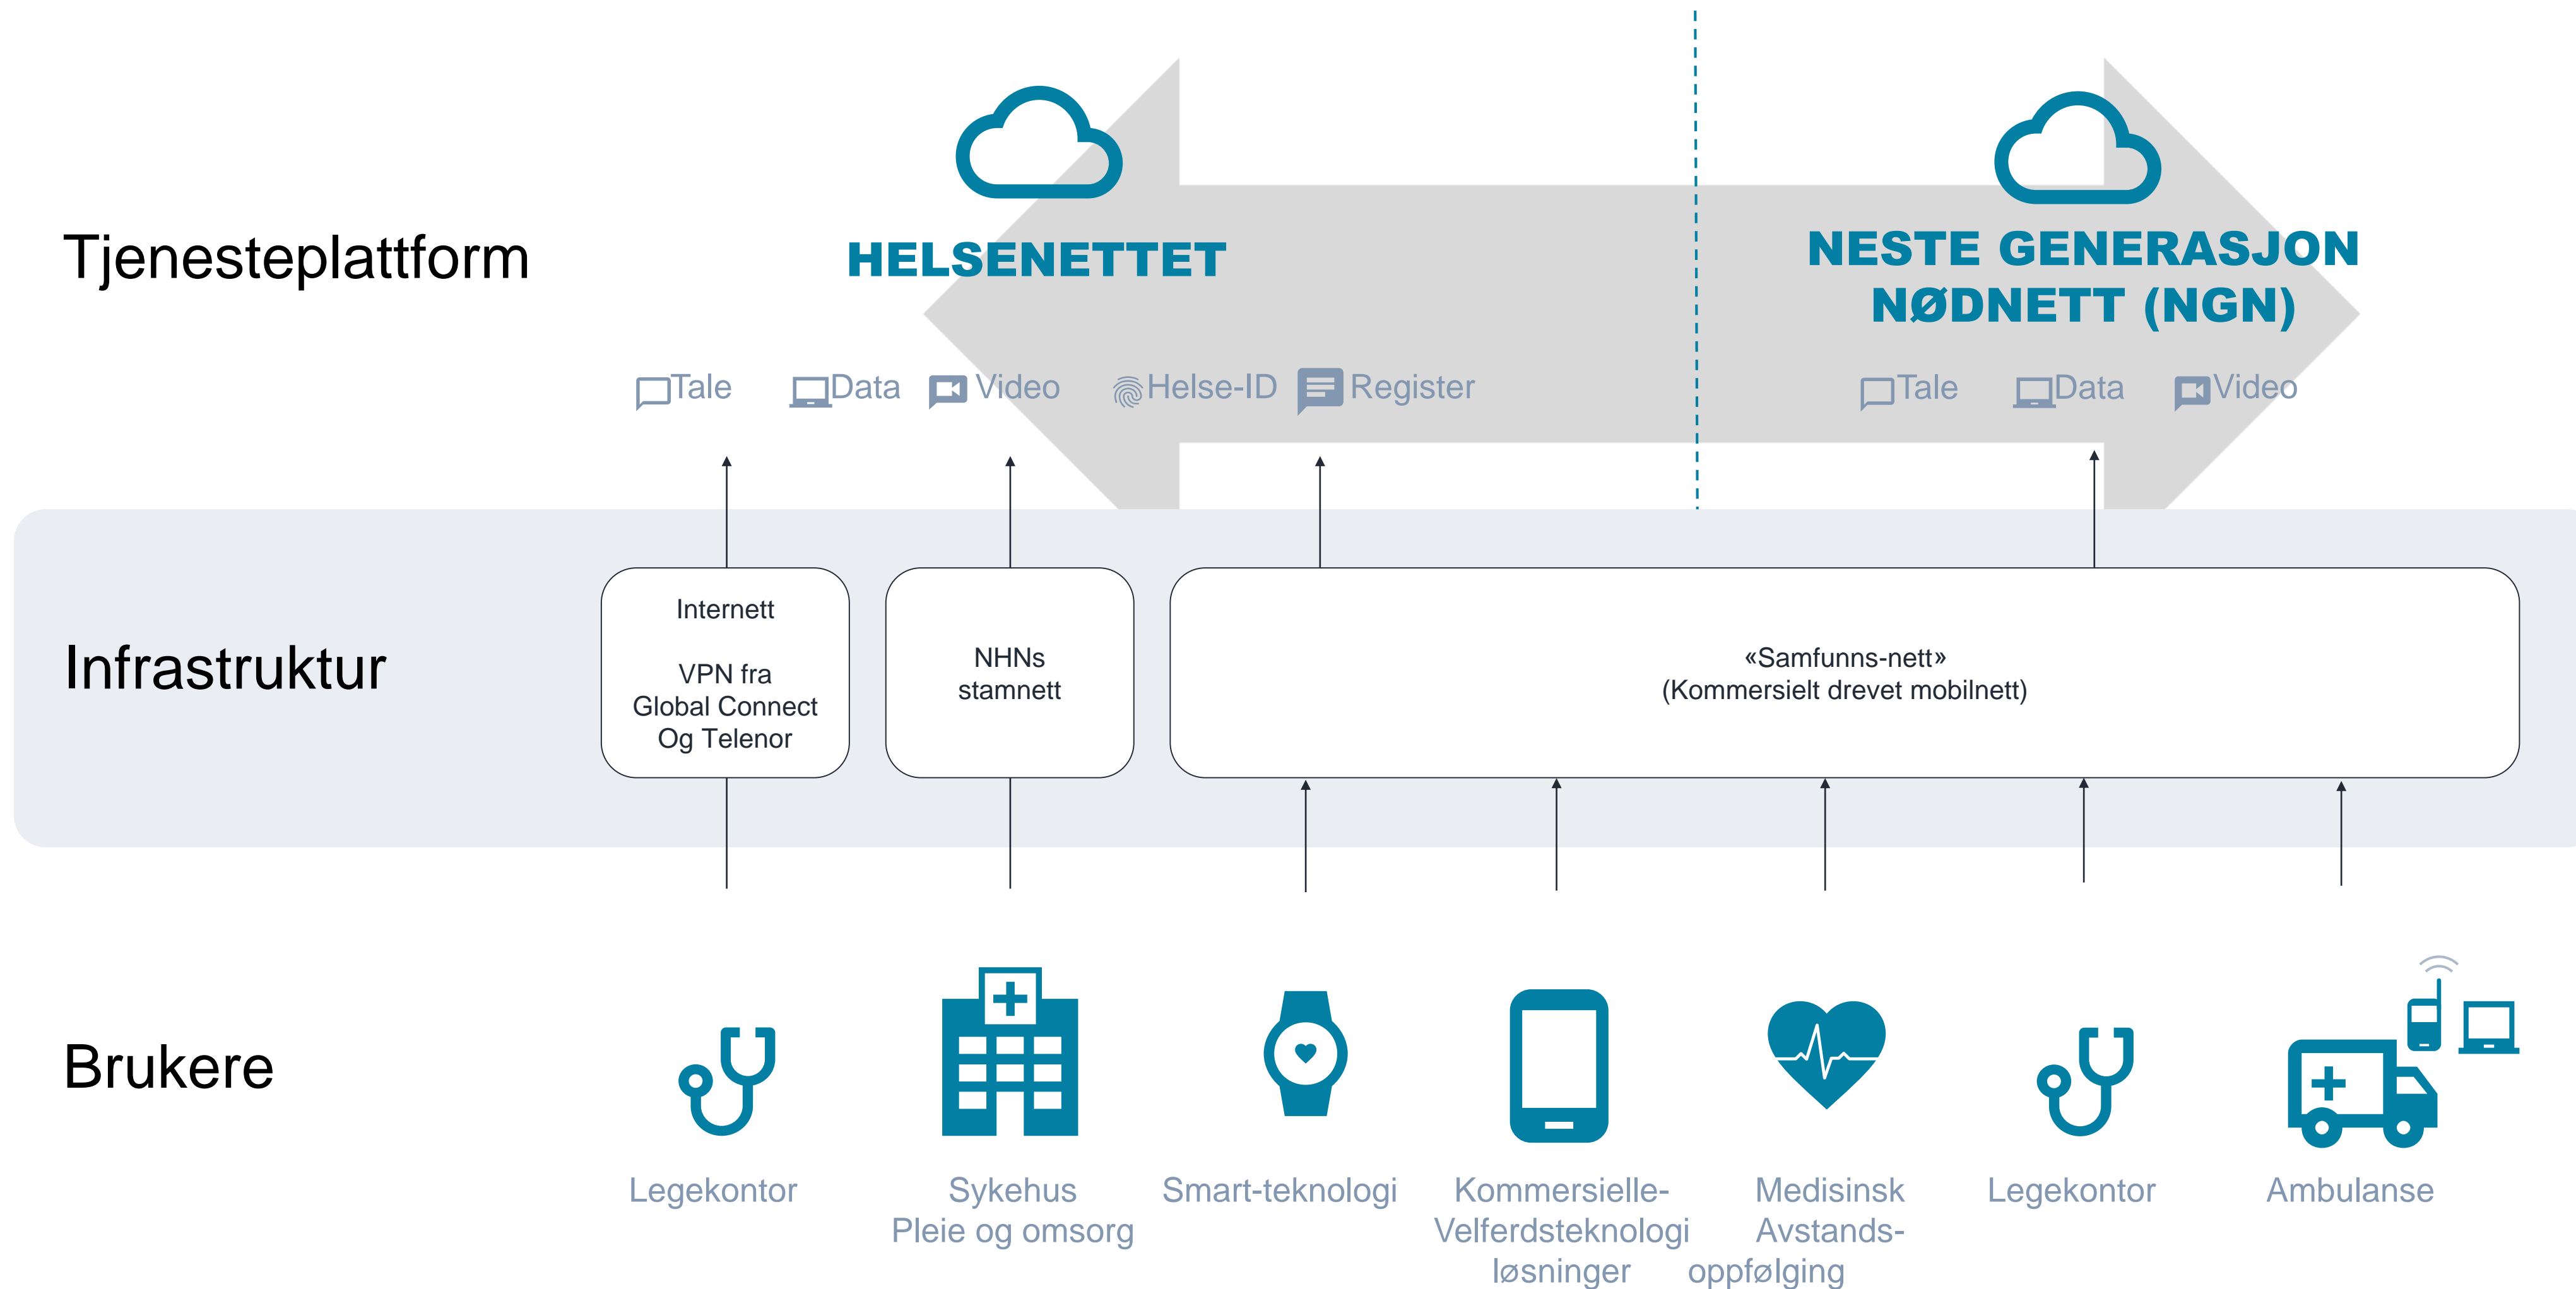 Tjenesteplattform
HELSENETTET
NESTE GENERASJON
NØDNETT (NGN)
Tale
Data
Video
Helse-ID
Register
Tale
Data
Video
Infrastruktur
Internett
VPN fra
Global Connect
Og Telenor
NHNs
stamnett
«Samfunns-nett»
(Kommersielt drevet mobilnett)
Brukere
Legekontor
Sykehus
Pleie og omsorg
Smart-teknologi
Kommersielle-
Velferdsteknologi
løsninger
Medisinsk
Avstands-
oppfølging
Legekontor
Ambulanse